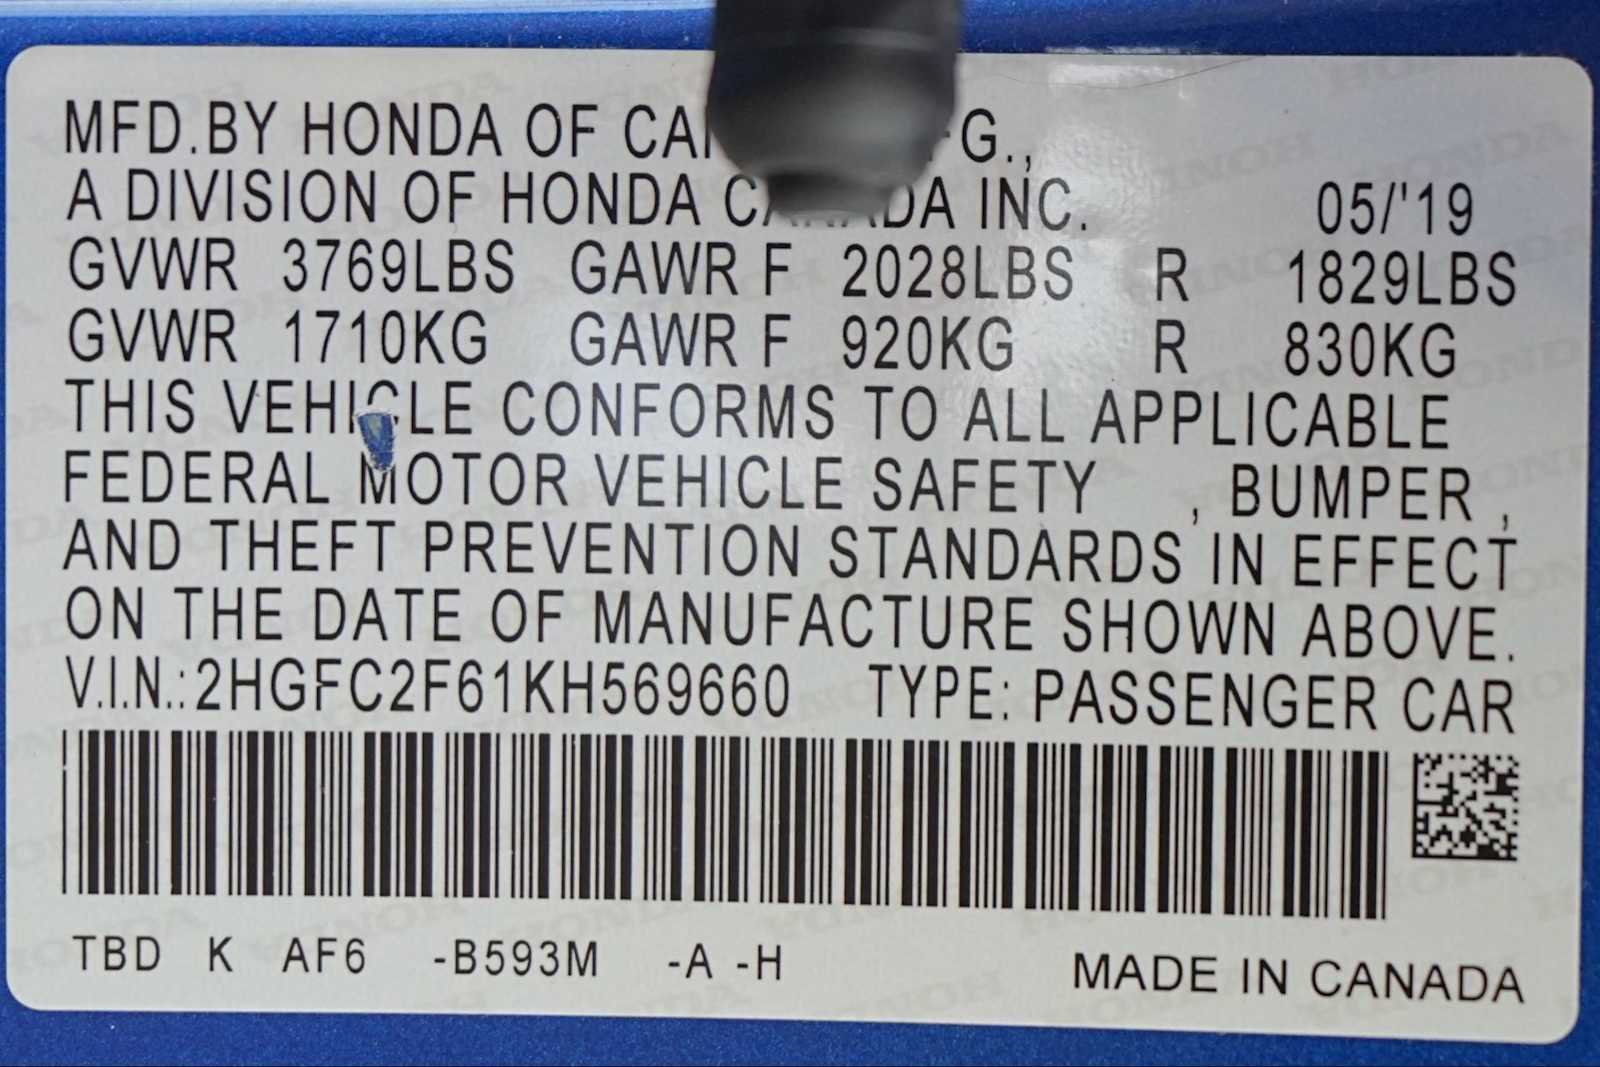 MFD.BY HONDA OF FG.,
A DIVISION OF HONDA CANADA INC. 05/'19
GVWR 3769LBS GAWR F 2028LBS R 1829LBS
GVWR 1710KG GAWR F 920KG R 830KG
THIS VEHICLE CONFORMS TO ALL APPLICABLE
FEDERAL MOTOR VEHICLE SAFETY , BUMPER ,
AND THEFT PREVENTION STANDARDS IN EFFECT
ON THE DATE OF MANUFACTURE SHOWN ABOVE.
V.I.N.:2HGFC2F61KH569660 TYPE: PASSENGER CAR
TBD K AF6 -B593M -A -H MADE IN CANADA